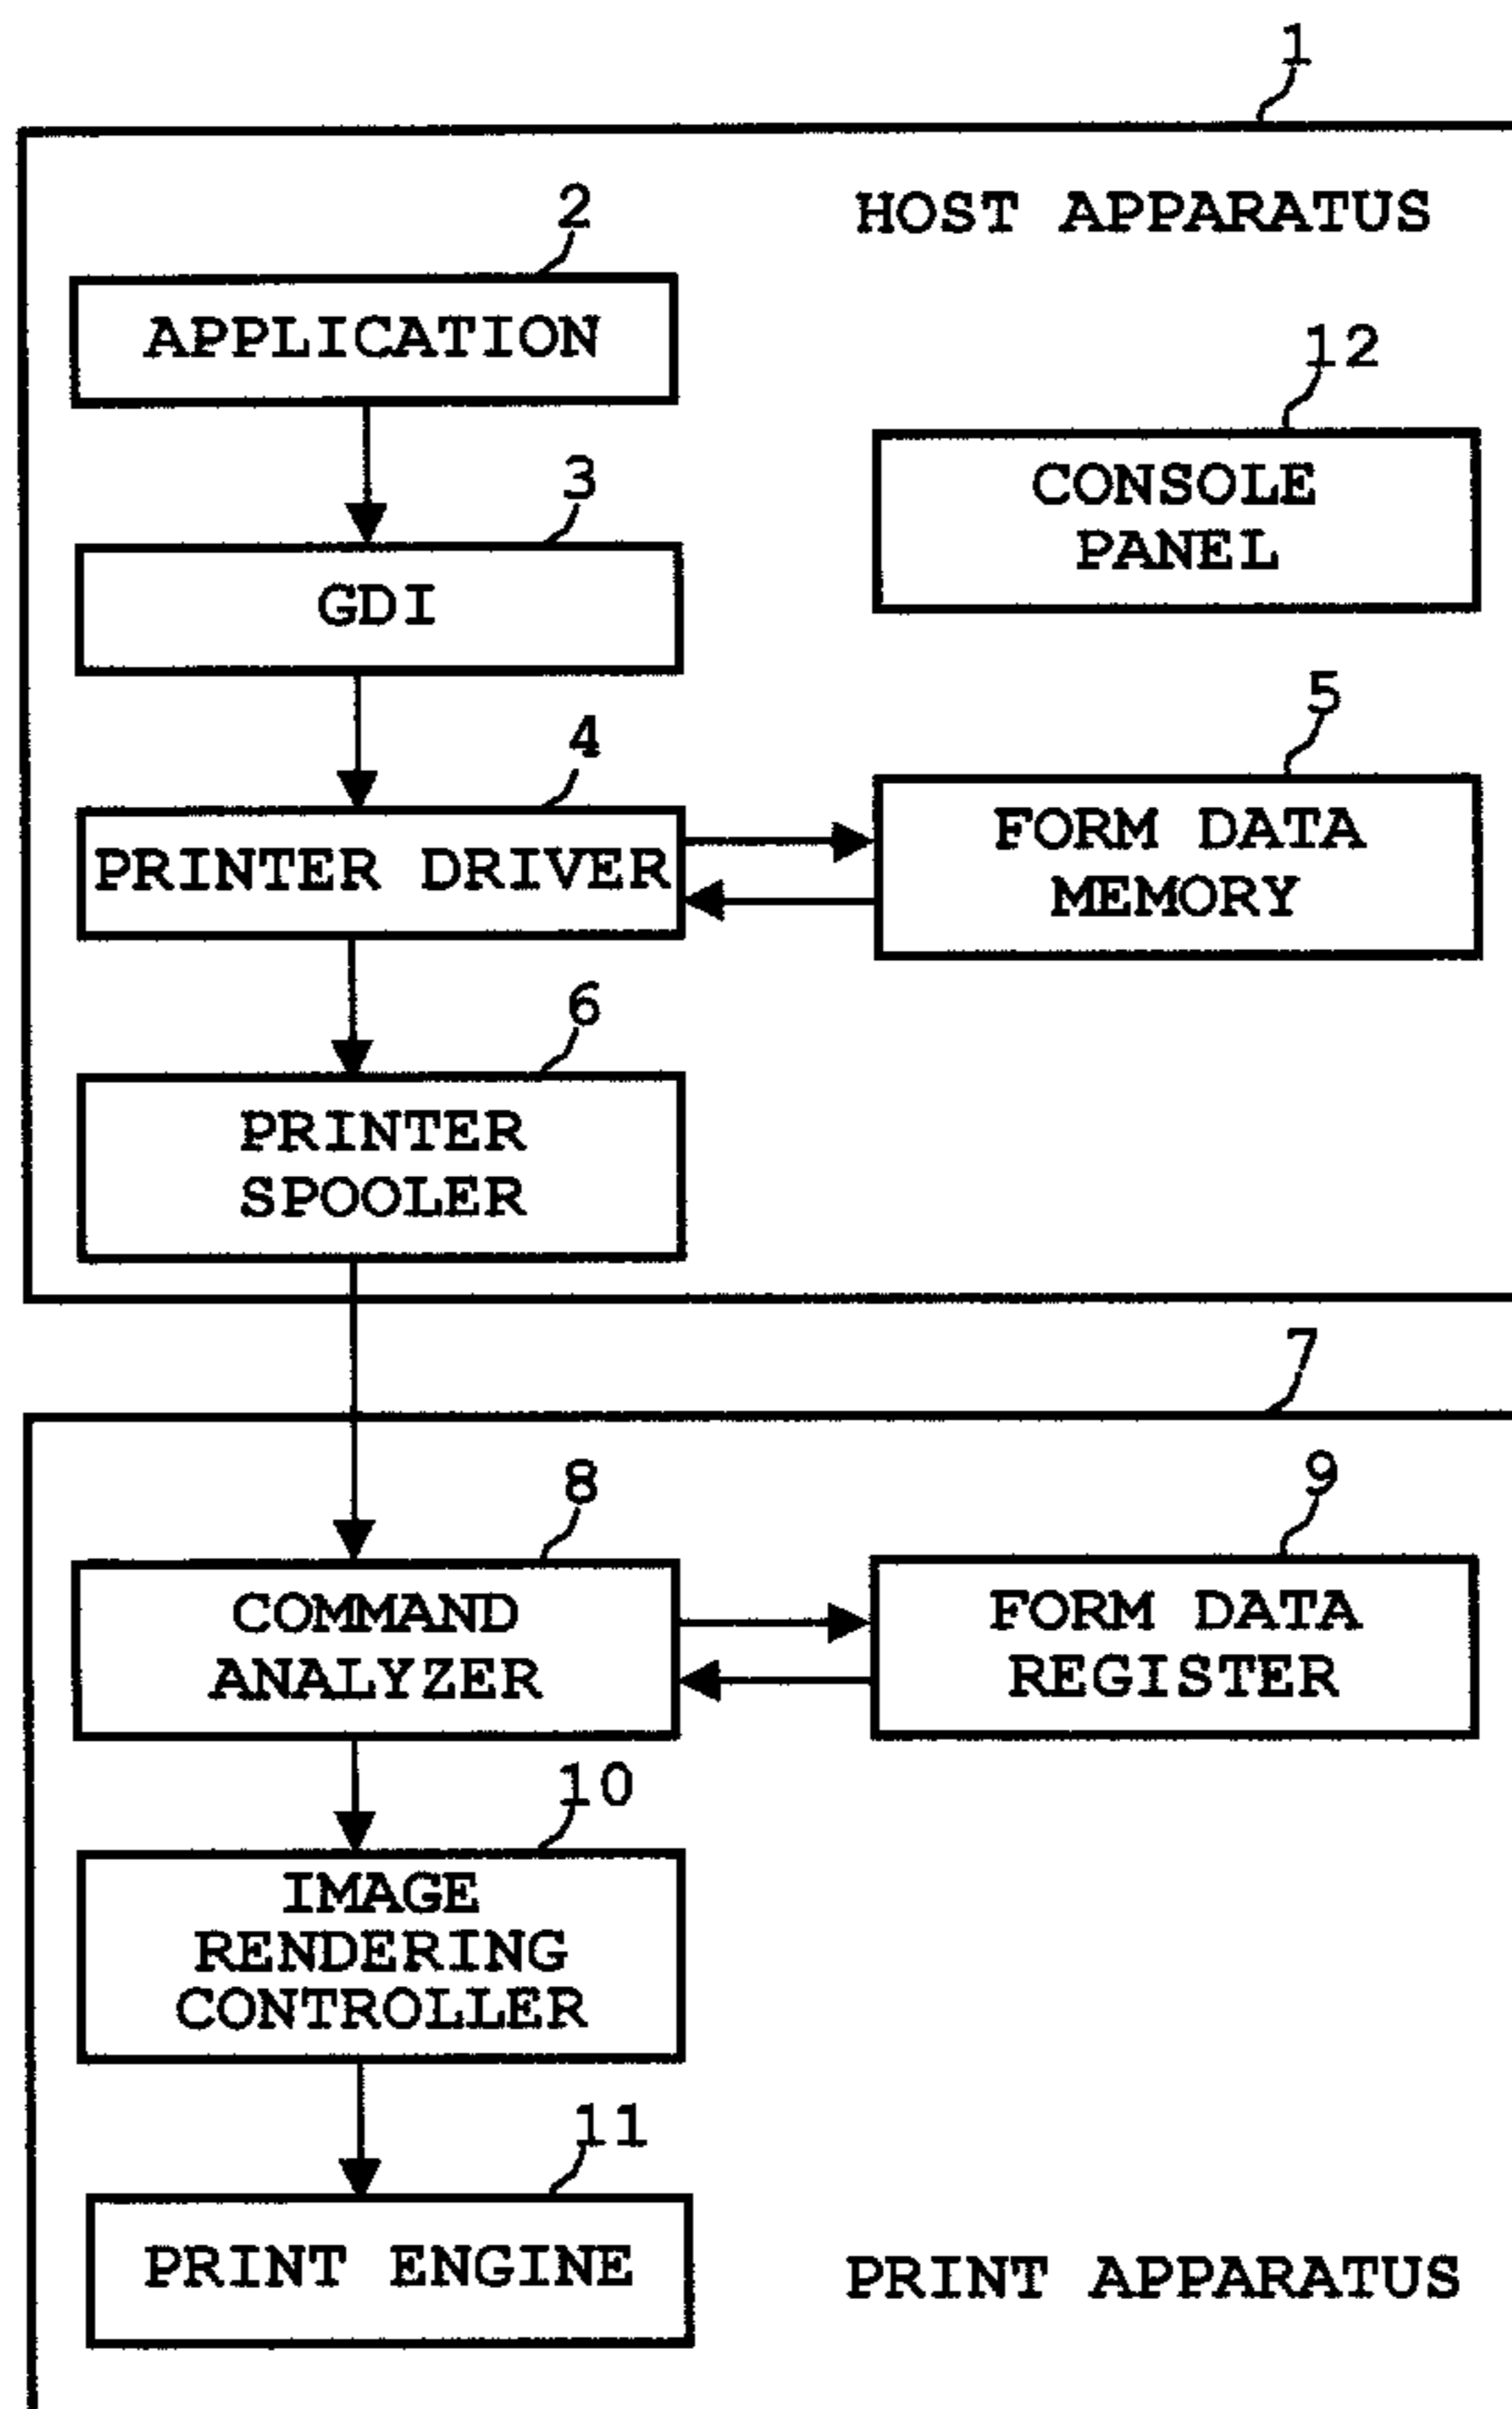 1
HOST APPARATUS
2
APPLICATION
12
CONSOLE
PANEL
3
GDI
5
FORM DATA
MEMORY
4
PRINTER DRIVER
6
PRINTER
SPOOLER
7
8
COMMAND
ANALYZER
9
FORM DATA
REGISTER
10
IMAGE
RENDERING
CONTROLLER
11
PRINT ENGINE
PRINT APPARATUS